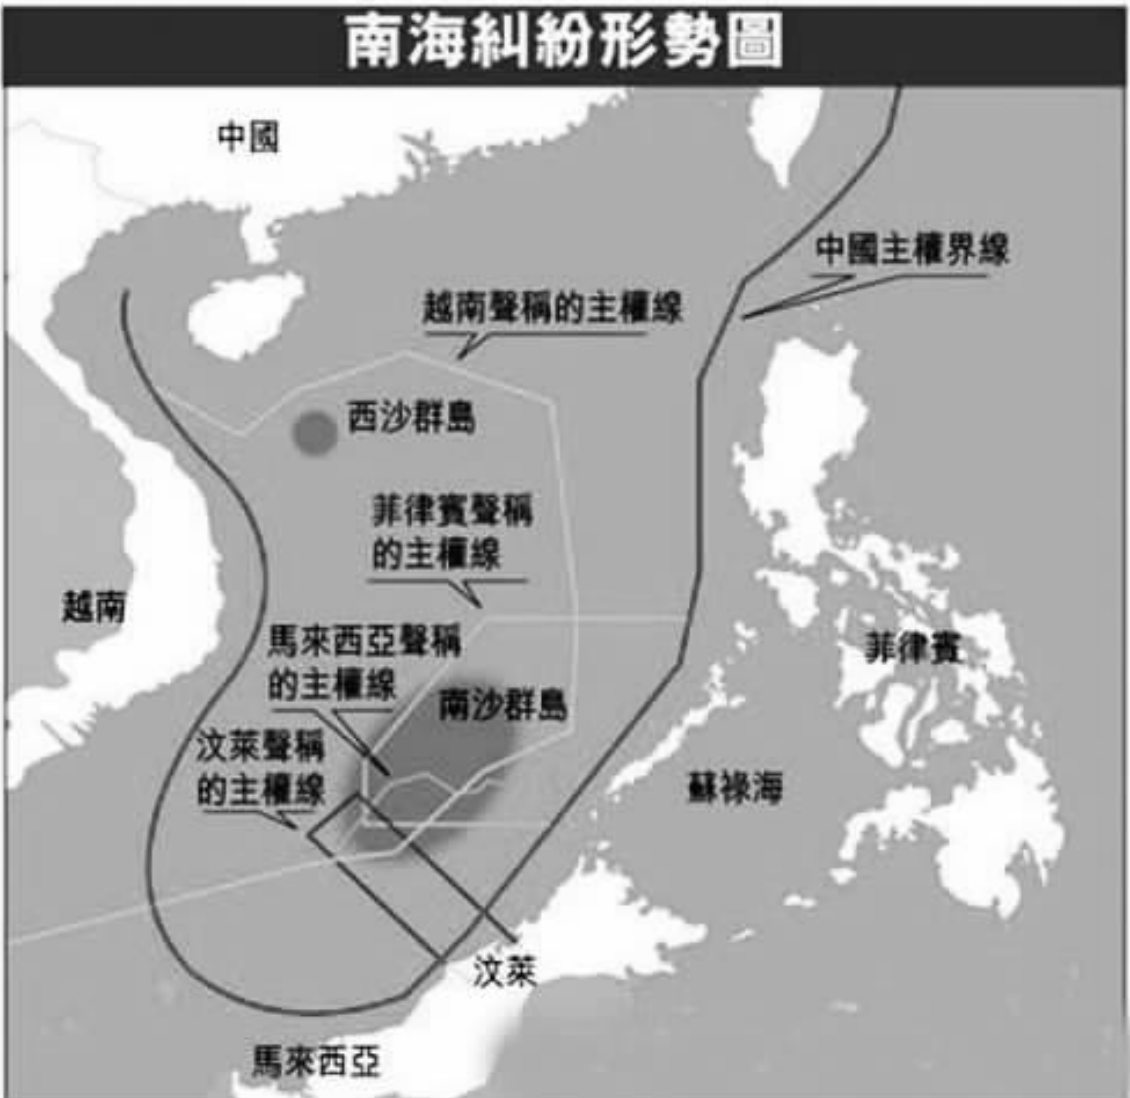 南海糾紛形勢圖
中國
中國主權界線
越南聲稱的主權線
西沙群島
菲律賓聲稱
的主權線
越南
馬來西亞聲稱
的主權線
菲律賓
南沙群島
汶萊聲稱
的主權線
蘇祿海
汶萊
馬來西亞